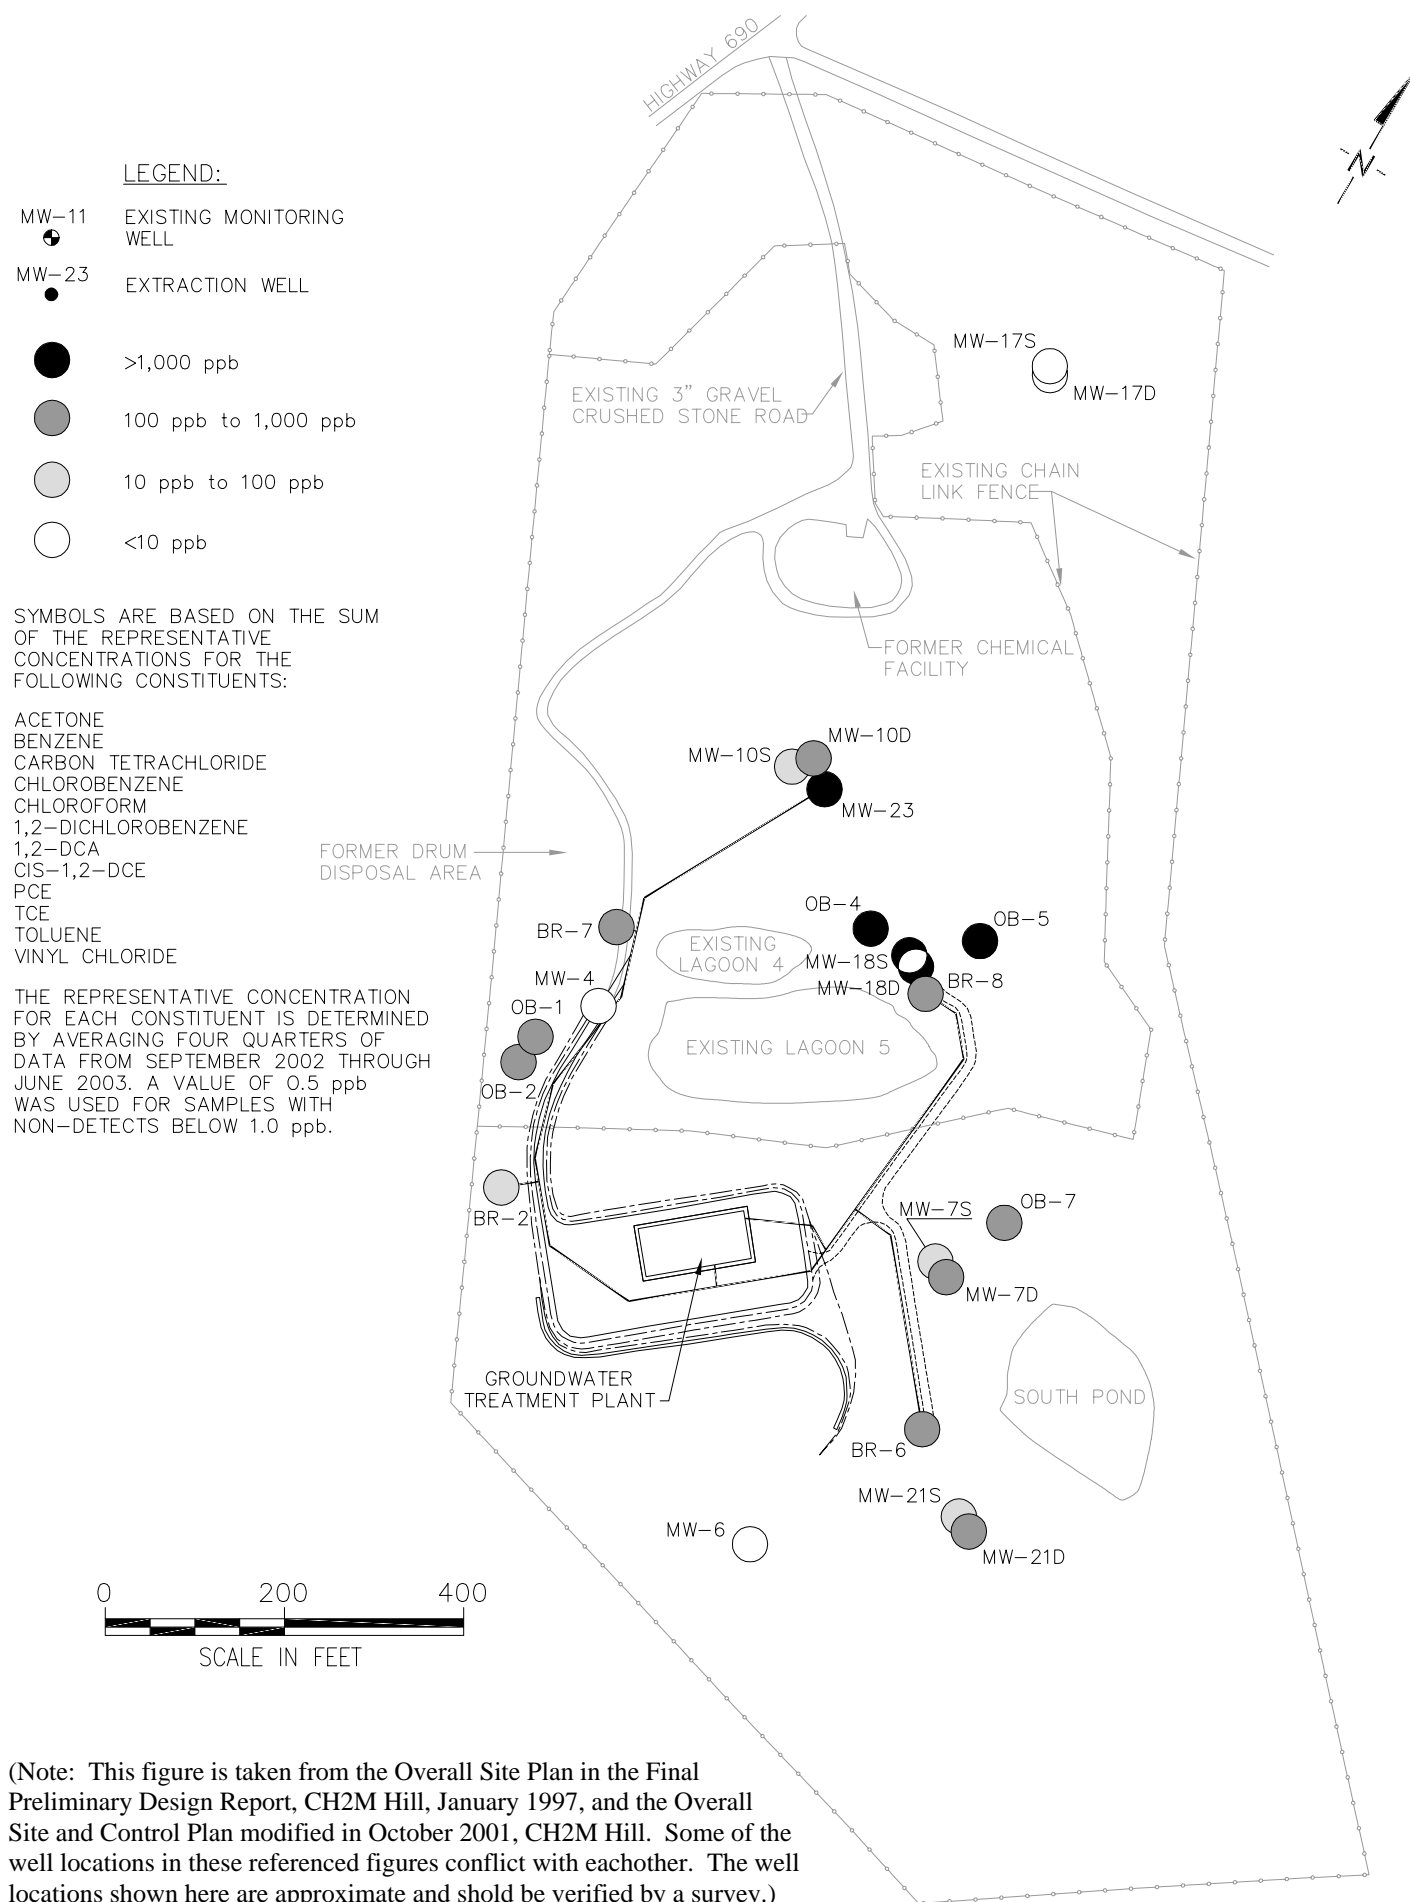 HIGHWAY 690
N
LEGEND:
MW-11
EXISTING MONITORING
WELL
MW-23
EXTRACTION WELL
>1,000 ppb
100 ppb to 1,000 ppb
10 ppb to 100 ppb
<10 ppb
SYMBOLS ARE BASED ON THE SUM
OF THE REPRESENTATIVE
CONCENTRATIONS FOR THE
FOLLOWING CONSTITUENTS:
ACETONE
BENZENE
CARBON TETRACHLORIDE
CHLOROBENZENE
CHLOROFORM
1,2-DICHLOROBENZENE
1,2-DCA
CIS-1,2-DCE
PCE
TCE
TOLUENE
VINYL CHLORIDE
THE REPRESENTATIVE CONCENTRATION
FOR EACH CONSTITUENT IS DETERMINED
BY AVERAGING FOUR QUARTERS OF
DATA FROM SEPTEMBER 2002 THROUGH
JUNE 2003. A VALUE OF 0.5 ppb
WAS USED FOR SAMPLES WITH
NON-DETECTS BELOW 1.0 ppb.
MW-17S
MW-17D
EXISTING 3" GRAVEL
CRUSHED STONE ROAD
EXISTING CHAIN
LINK FENCE
FORMER CHEMICAL
FACILITY
MW-10S
MW-10D
MW-23
FORMER DRUM
DISPOSAL AREA
BR-7
OB-4
OB-5
EXISTING
LAGOON 4
MW-18S
MW-18D
BR-8
MW-4
OB-1
OB-2
EXISTING LAGOON 5
BR-2
MW-7S
OB-7
MW-7D
GROUNDWATER
TREATMENT PLANT
SOUTH POND
BR-6
MW-21S
MW-21D
MW-6
0 200 400
SCALE IN FEET
(Note: This figure is taken from the Overall Site Plan in the Final
Preliminary Design Report, CH2M Hill, January 1997, and the Overall
Site and Control Plan modified in October 2001, CH2M Hill. Some of the
well locations in these referenced figures conflict with eachother. The well
locations shown here are approximate and shold be verified by a survey.)